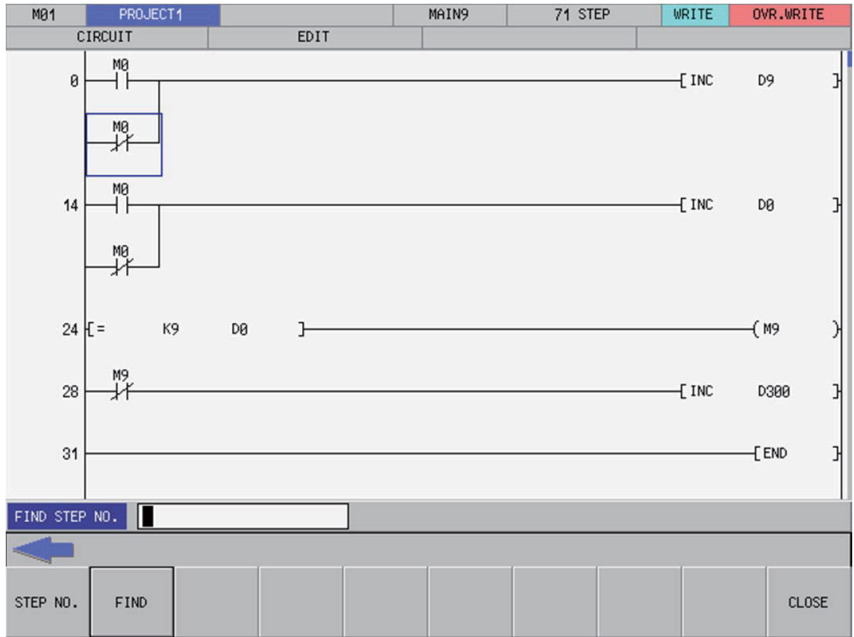 M01 PROJECT1 MAIN9 71 STEP WRITE OVR.WRITE
CIRCUIT EDIT
M0
0 [ INC D9 ]
M0
M0
14 [ INC D0 ]
M0
24 [= K9 D0 ] ( M9 )
M9
28 [ INC D300 ]
31 [ END ]
FIND STEP NO.
STEP NO. FIND CLOSE